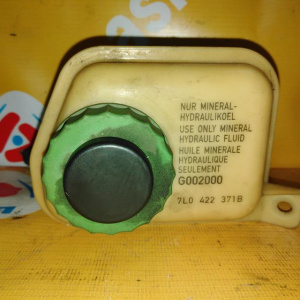 NUR MINERAL-
HYDRAULIKOEL
USE ONLY MINERAL
HYDRAULIC FLUID
HUILE MINERALE
HYDRAULIQUE
SEULEMENT
G002000
7L0 422 371B